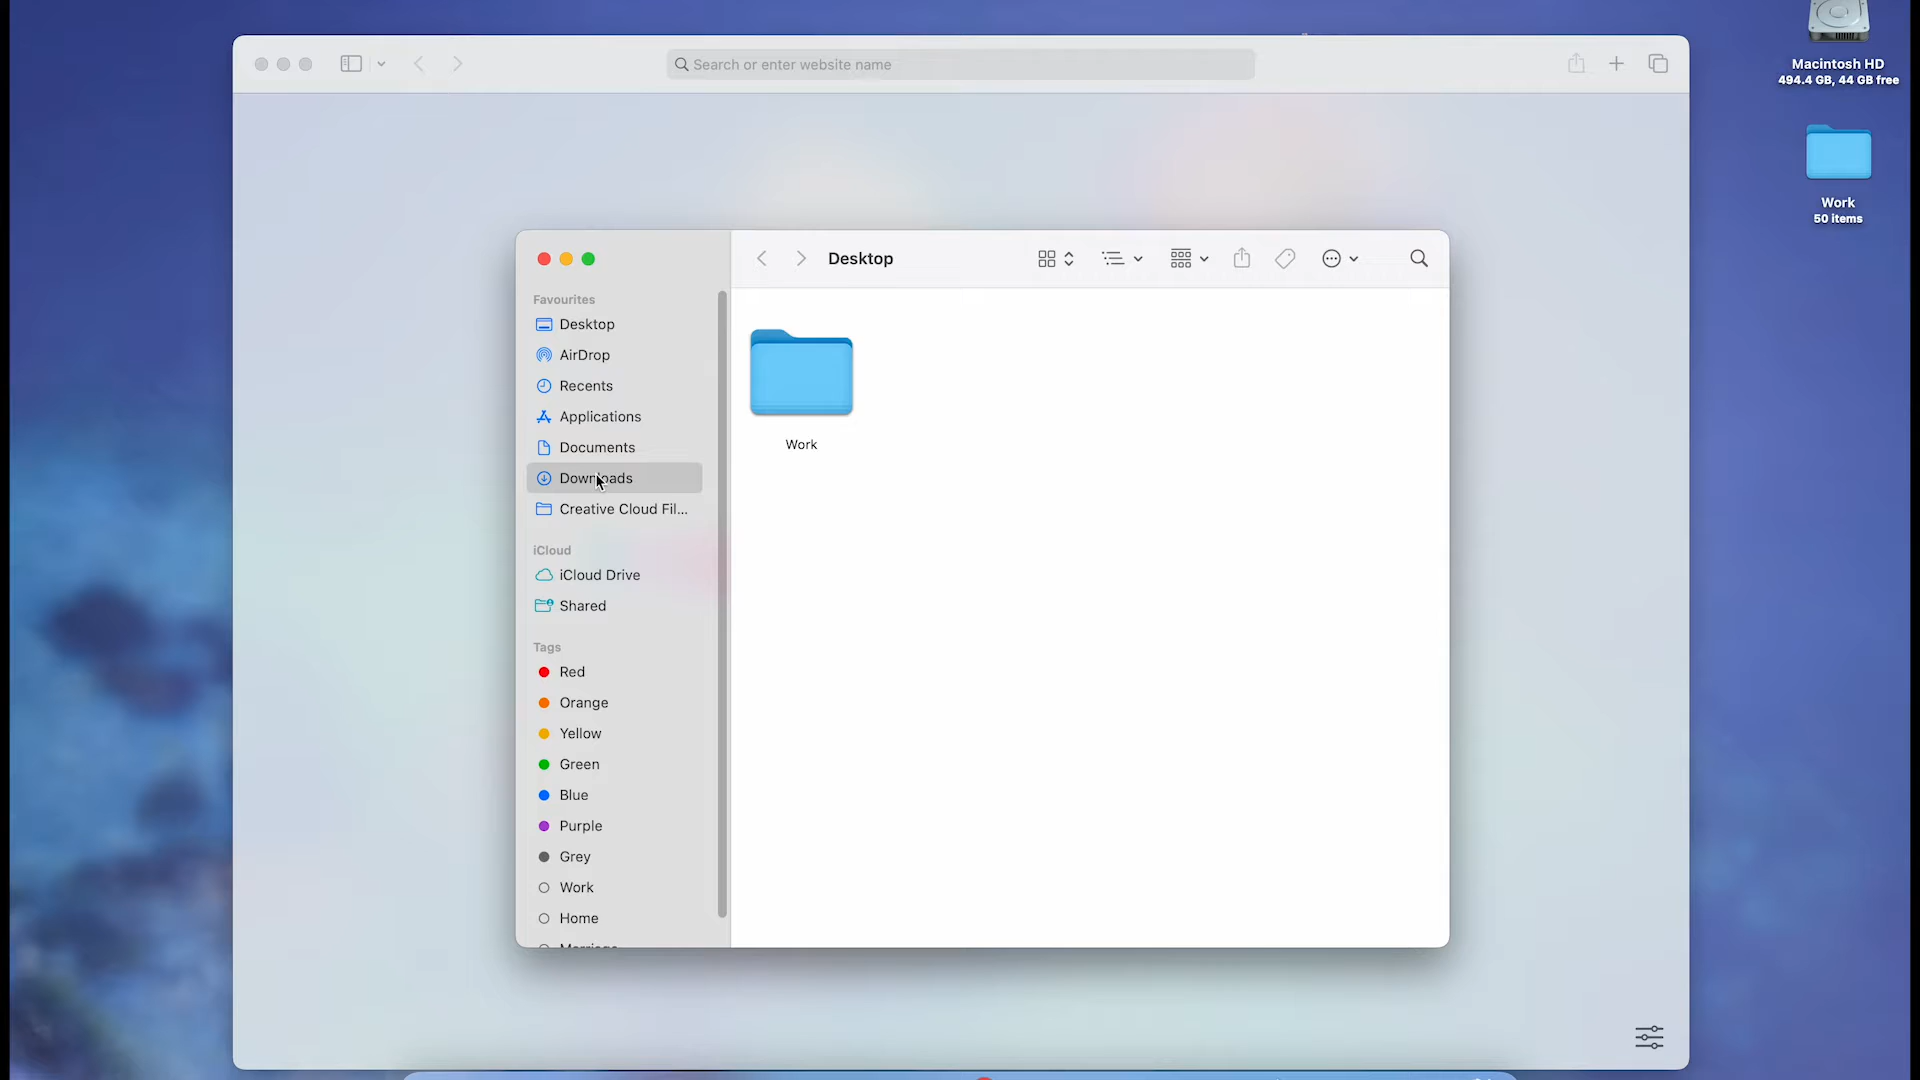 Search or enter website name
Macintosh HD
494.4 GB, 44 GB free
Work
50 items
Desktop
Favourites
Desktop
AirDrop
Recents
Applications
Documents
Downloads
Creative Cloud Fil...
iCloud
iCloud Drive
Shared
Tags
Red
Orange
Yellow
Green
Blue
Purple
Grey
Work
Home
Work